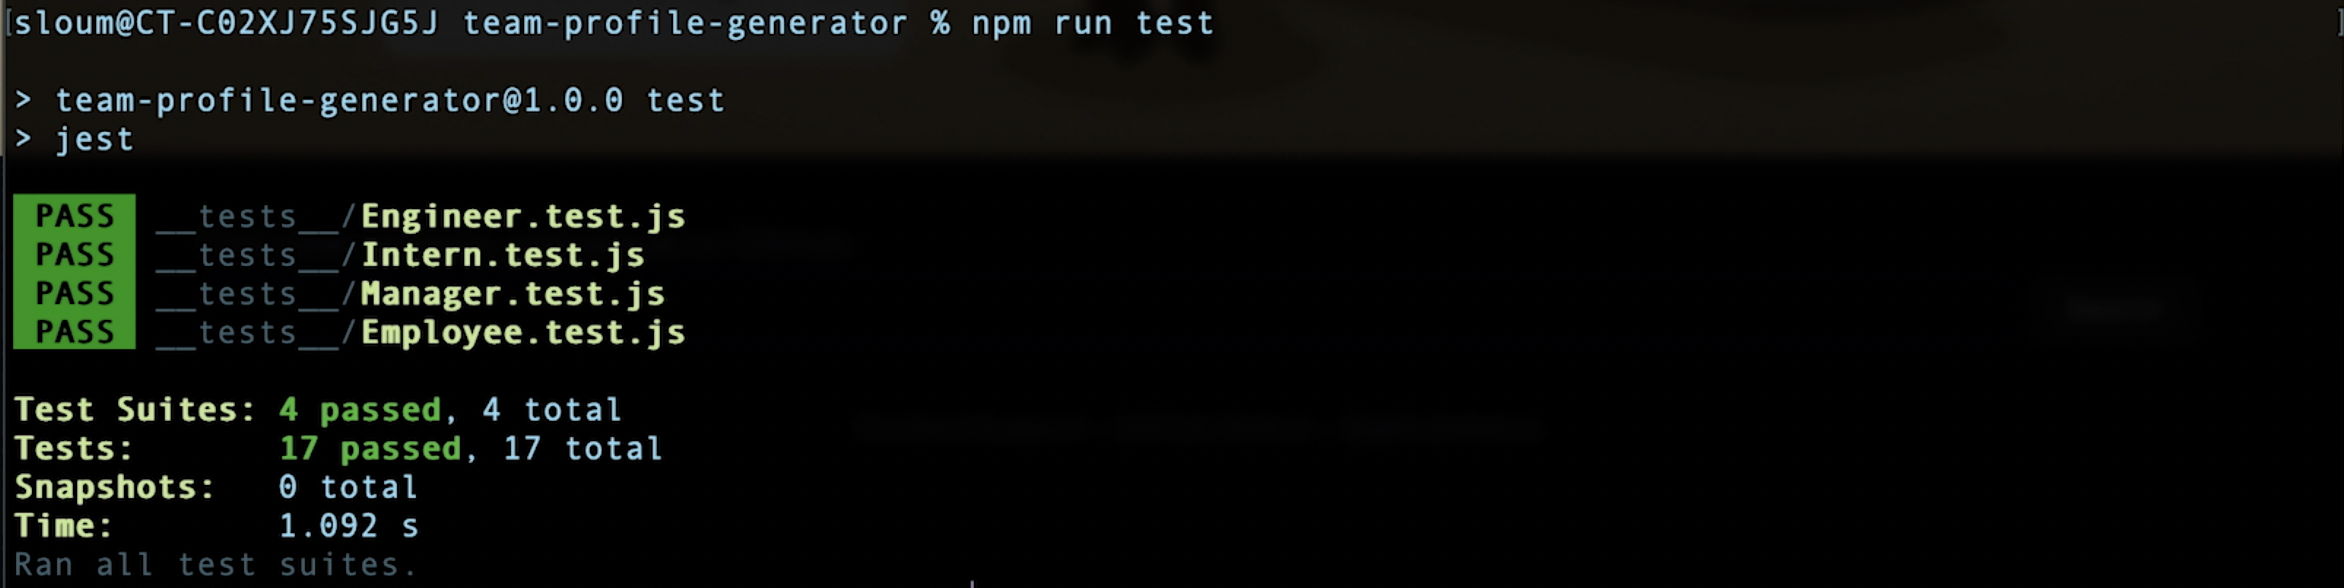 [sloum@CT-C02XJ75SJG5J team-profile-generator % npm run test ]
> team-profile-generator@1.0.0 test
> jest
PASS __tests__/Engineer.test.js
PASS __tests__/Intern.test.js
PASS __tests__/Manager.test.js
PASS __tests__/Employee.test.js
Test Suites: 4 passed, 4 total
Tests: 17 passed, 17 total
Snapshots: 0 total
Time: 1.092 s
Ran all test suites.